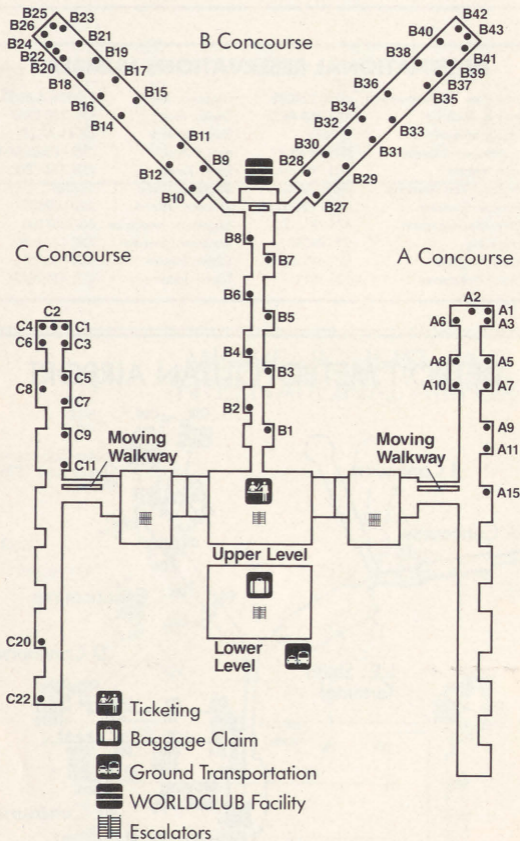 B Concourse
B25
B26
B24
B22
B20
B18
B16
B14
B12
B10
B23
B21
B19
B17
B15
B11
B9
B42
B43
B41
B39
B37
B35
B33
B31
B29
B27
B40
B38
B36
B34
B32
B30
B28
B8
B7
B6
B5
B4
B3
B2
B1
C Concourse
C2
C4
C1
C6
C3
C5
C8
C7
C9
C11
Moving
Walkway
C20
C22
A Concourse
A2
A1
A6
A3
A8
A5
A10
A7
A9
A11
A15
Moving
Walkway
Upper Level
Lower
Level
Ticketing
Baggage Claim
Ground Transportation
WORLDCLUB Facility
Escalators